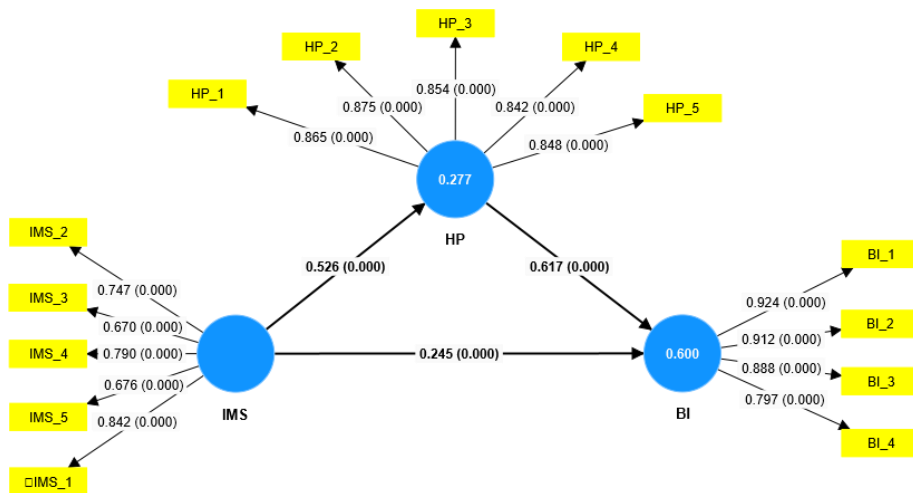 HP_3
HP_2
HP_4
HP_1
HP_5
0.854 (0.000)
0.875 (0.000)
0.842 (0.000)
0.865 (0.000)
0.848 (0.000)
0.277
HP
IMS_2
IMS_3
IMS_4
IMS_5
□IMS_1
0.747 (0.000)
0.670 (0.000)
0.790 (0.000)
0.676 (0.000)
0.842 (0.000)
IMS
0.526 (0.000)
0.617 (0.000)
0.245 (0.000)
0.600
BI
0.924 (0.000)
0.912 (0.000)
0.888 (0.000)
0.797 (0.000)
BI_1
BI_2
BI_3
BI_4